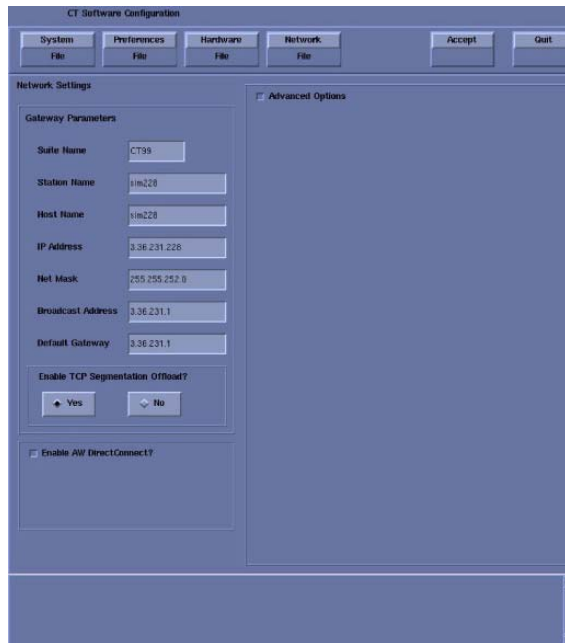 CT Software Configuration
System Preferences Hardware Network Accept Quit
File File File File
Network Settings
Advanced Options
Gateway Parameters
Suite Name CT99
Station Name sim228
Host Name sim228
IP Address 3.36.231.228
Net Mask 255.255.252.0
Broadcast Address 3.36.231.1
Default Gateway 3.36.231.1
Enable TCP Segmentation Offload?
Yes No
Enable AW DirectConnect?